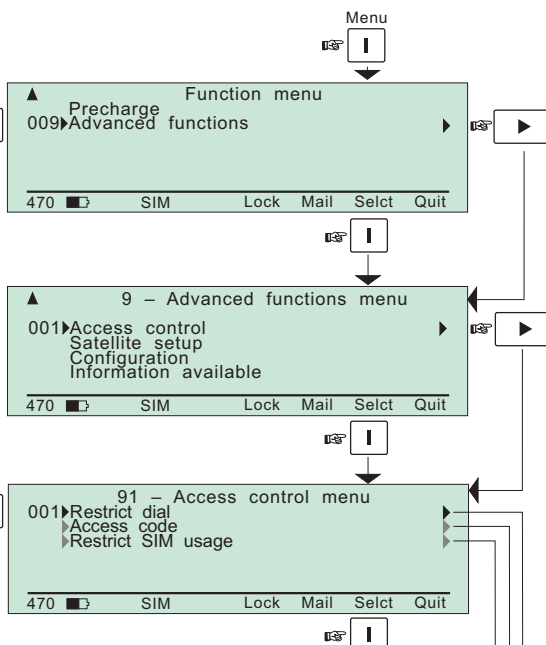 Menu
Function menu
Precharge
009 Advanced functions
470 SIM Lock Mail Selct Quit
9 – Advanced functions menu
001 Access control
Satellite setup
Configuration
Information available
470 SIM Lock Mail Selct Quit
91 – Access control menu
001 Restrict dial
Access code
Restrict SIM usage
470 SIM Lock Mail Selct Quit